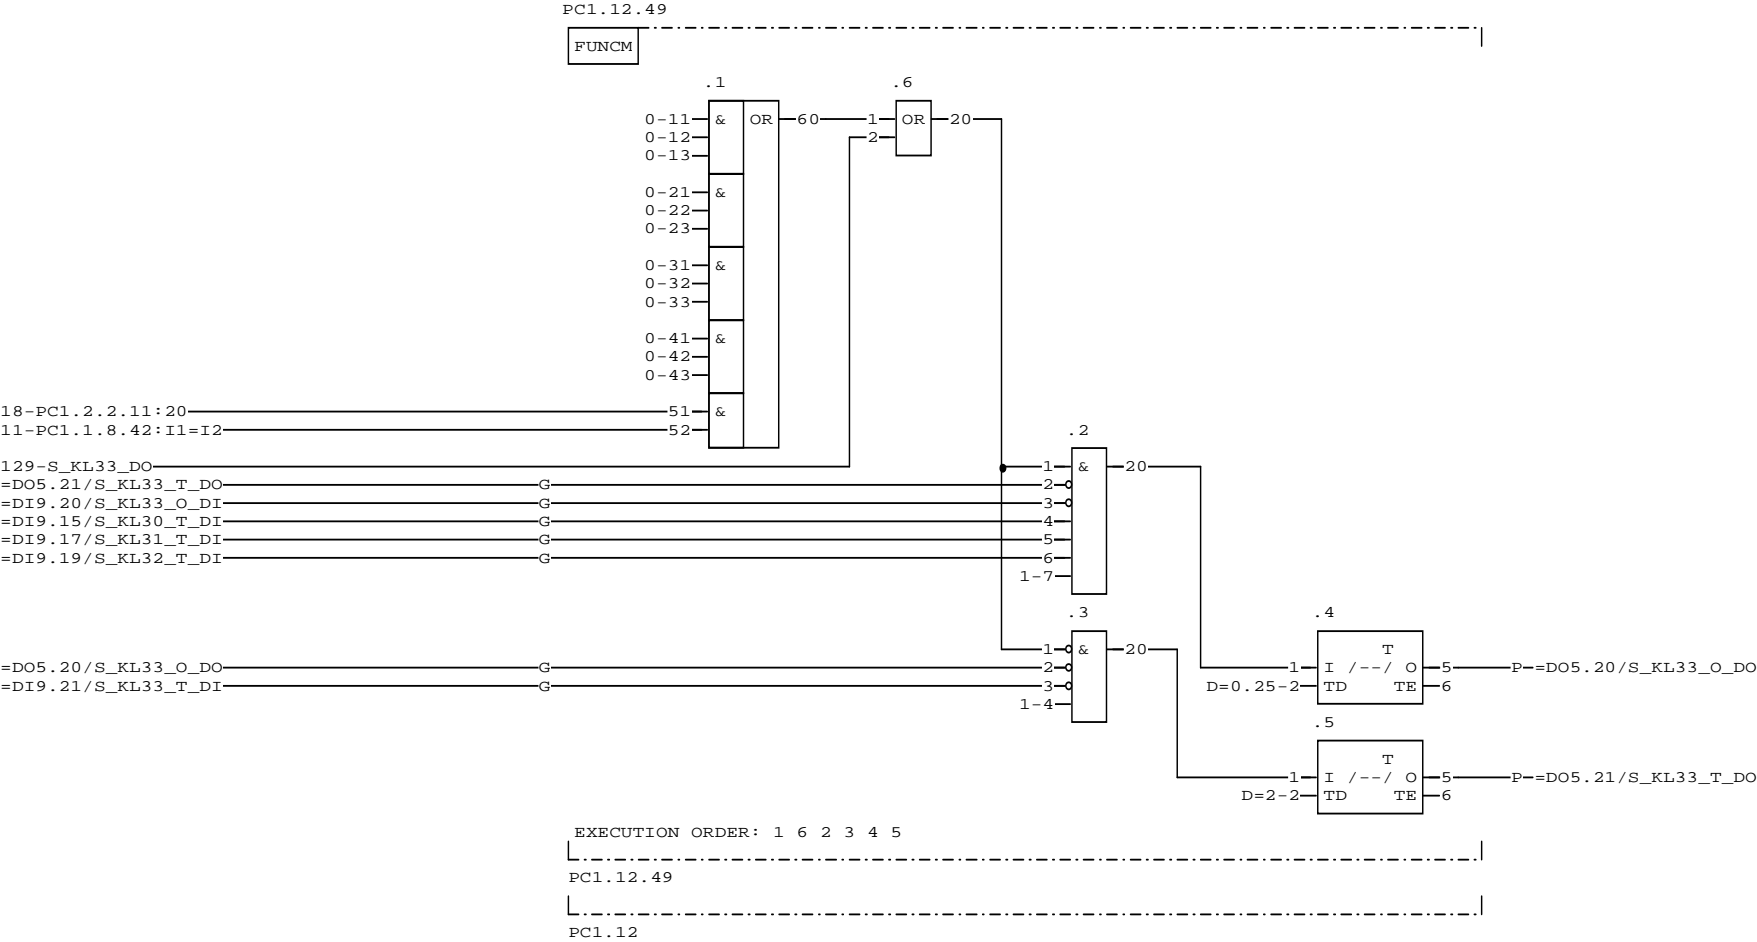 PC1.12.49
FUNCM
.1 .6
0-11 & OR 60 1 OR 20
0-12 2
0-13
0-21 &
0-22
0-23
0-31 &
0-32
0-33
0-41 &
0-42
0-43
18-PC1.2.2.11:20 51 &
11-PC1.1.8.42:I1=I2 52
.2
129-S_KL33_DO 1 & 20
=DO5.21/S_KL33_T_DO G 2
=DI9.20/S_KL33_O_DI G 3
=DI9.15/S_KL30_T_DI G 4
=DI9.17/S_KL31_T_DI G 5
=DI9.19/S_KL32_T_DI G 6
1-7
.3 .4
1 & 20 T
=DO5.20/S_KL33_O_DO G 2 1 I /--/ O 5 P-=DO5.20/S_KL33_O_DO
=DI9.21/S_KL33_T_DI G 3 D=0.25-2 TD TE 6
1-4
.5
T
1 I /--/ O 5 P-=DO5.21/S_KL33_T_DO
D=2-2 TD TE 6
EXECUTION ORDER: 1 6 2 3 4 5
PC1.12.49
PC1.12